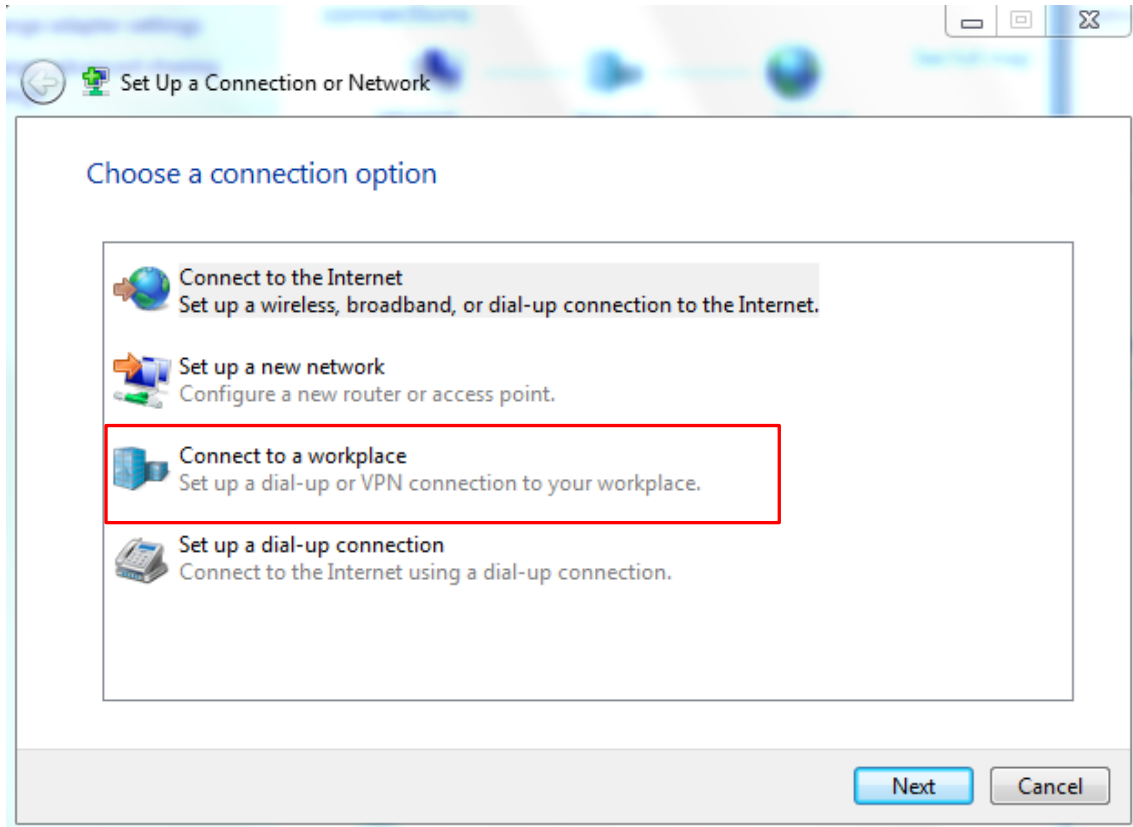 connections
Set Up a Connection or Network
Choose a connection option
Connect to the Internet
Set up a wireless, broadband, or dial-up connection to the Internet.
Set up a new network
Configure a new router or access point.
Connect to a workplace
Set up a dial-up or VPN connection to your workplace.
Set up a dial-up connection
Connect to the Internet using a dial-up connection.
Next
Cancel